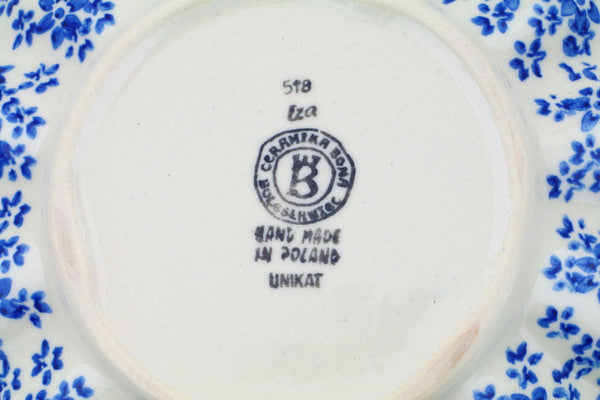 518
Iza
CERAMIKA BONA
B
BOLESŁAWIEC
HAND MADE
IN POLAND
UNIKAT